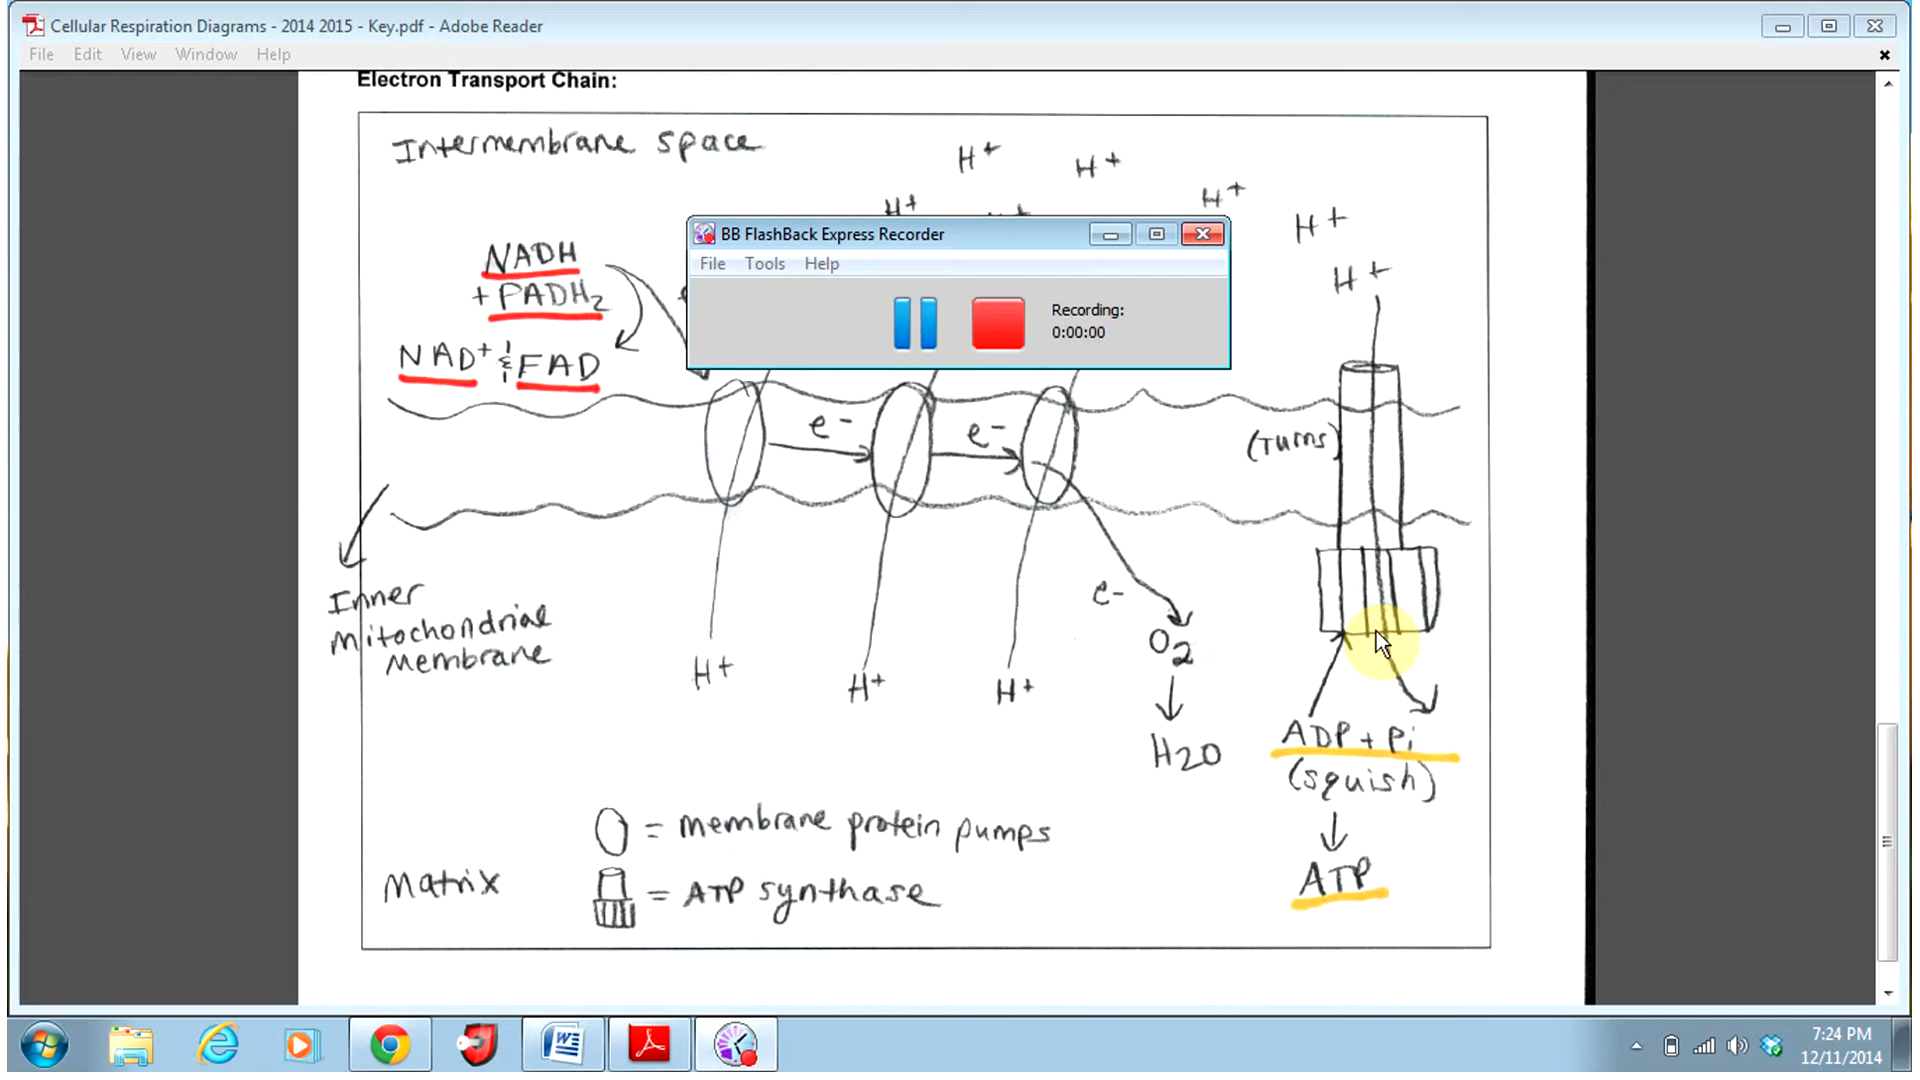 Cellular Respiration Diagrams - 2014 2015 - Key.pdf - Adobe Reader
File Edit View Window Help
Electron Transport Chain:
Intermembrane space
H+ H+
H+ H+
H+
H+
NADH
+ FADH2
NAD+ & FAD
BB FlashBack Express Recorder
File Tools Help
Recording:
0:00:00
e- e-
(Turns)
Inner
Mitochondrial
Membrane
e-
O2
H+ H+ H+
H2O
ADP + Pi
(squish)
ATP
= membrane protein pumps
Matrix
= ATP synthase
7:24 PM
12/11/2014